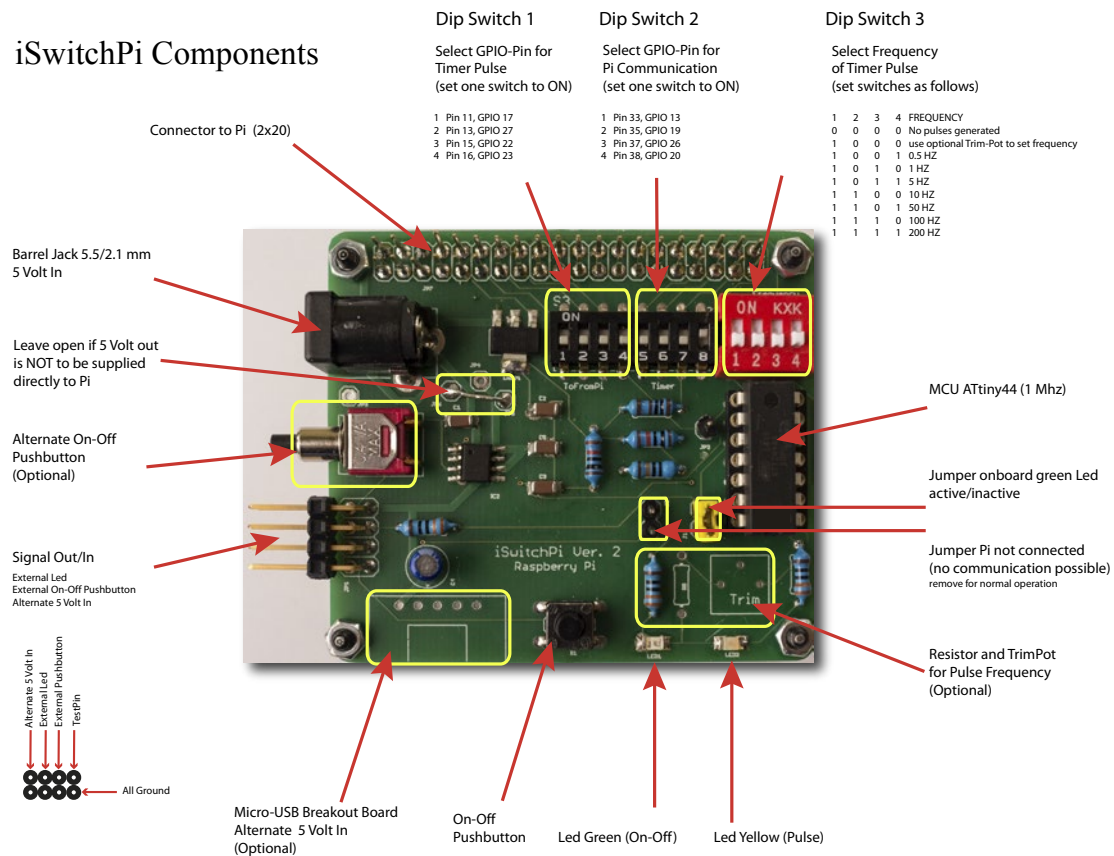 iSwitchPi Components
Dip Switch 1
Select GPIO-Pin for
Timer Pulse
(set one switch to ON)
1 Pin 11, GPIO 17
2 Pin 13, GPIO 27
3 Pin 15, GPIO 22
4 Pin 16, GPIO 23
Dip Switch 2
Select GPIO-Pin for
Pi Communication
(set one switch to ON)
1 Pin 33, GPIO 13
2 Pin 35, GPIO 19
3 Pin 37, GPIO 26
4 Pin 38, GPIO 20
Dip Switch 3
Select Frequency
of Timer Pulse
(set switches as follows)
1 2 3 4 FREQUENCY
0 0 0 0 No pulses generated
1 0 0 0 use optional Trim-Pot to set frequency
1 0 0 1 0.5 HZ
1 0 1 0 1 HZ
1 0 1 1 5 HZ
1 1 0 0 10 HZ
1 1 0 1 50 HZ
1 1 1 0 100 HZ
1 1 1 1 200 HZ
Connector to Pi (2x20)
Barrel Jack 5.5/2.1 mm
5 Volt In
Leave open if 5 Volt out
is NOT to be supplied
directly to Pi
Alternate On-Off
Pushbutton
(Optional)
Signal Out/In
External Led
External On-Off Pushbutton
Alternate 5 Volt In
S3
ON
1 2 3 4 5 6 7 8
ToFromPi
Timer
ON KXK
1 2 3 4
iSwitchPi Ver. 2
Raspberry Pi
Trim
MCU ATtiny44 (1 Mhz)
Jumper onboard green Led
active/inactive
Jumper Pi not connected
(no communication possible)
remove for normal operation
Resistor and TrimPot
for Pulse Frequency
(Optional)
Alternate 5 Volt In
External Led
External Pushbutton
TestPin
All Ground
Micro-USB Breakout Board
Alternate 5 Volt In
(Optional)
On-Off
Pushbutton
Led Green (On-Off)
Led Yellow (Pulse)